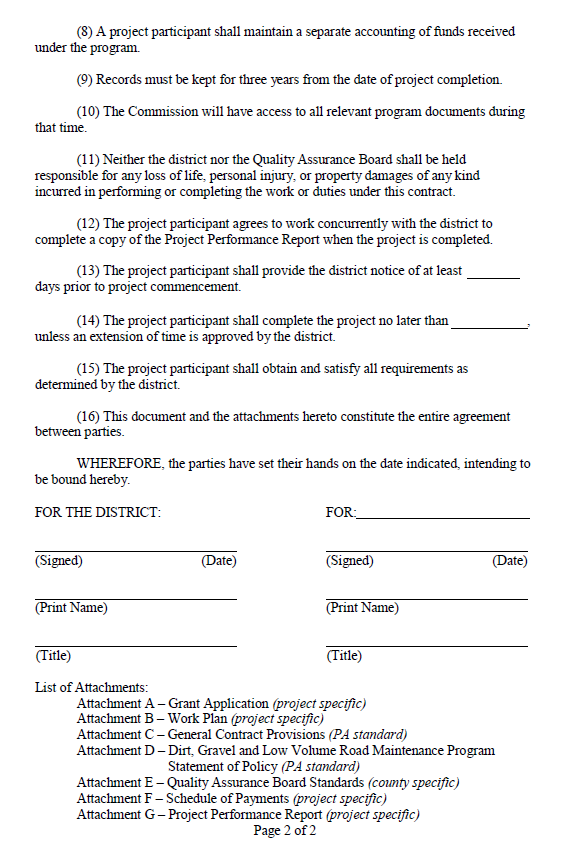 (8) A project participant shall maintain a separate accounting of funds received
under the program.
(9) Records must be kept for three years from the date of project completion.
(10) The Commission will have access to all relevant program documents during
that time.
(11) Neither the district nor the Quality Assurance Board shall be held
responsible for any loss of life, personal injury, or property damages of any kind
incurred in performing or completing the work or duties under this contract.
(12) The project participant agrees to work concurrently with the district to
complete a copy of the Project Performance Report when the project is completed.
(13) The project participant shall provide the district notice of at least ________
days prior to project commencement.
(14) The project participant shall complete the project no later than ____________,
unless an extension of time is approved by the district.
(15) The project participant shall obtain and satisfy all requirements as
determined by the district.
(16) This document and the attachments hereto constitute the entire agreement
between parties.
WHEREFORE, the parties have set their hands on the date indicated, intending to
be bound hereby.
FOR THE DISTRICT: FOR:__________________________
(Signed) (Date) (Signed) (Date)
(Print Name) (Print Name)
(Title) (Title)
List of Attachments:
Attachment A – Grant Application (project specific)
Attachment B – Work Plan (project specific)
Attachment C – General Contract Provisions (PA standard)
Attachment D – Dirt, Gravel and Low Volume Road Maintenance Program
Statement of Policy (PA standard)
Attachment E – Quality Assurance Board Standards (county specific)
Attachment F – Schedule of Payments (project specific)
Attachment G – Project Performance Report (project specific)
Page 2 of 2